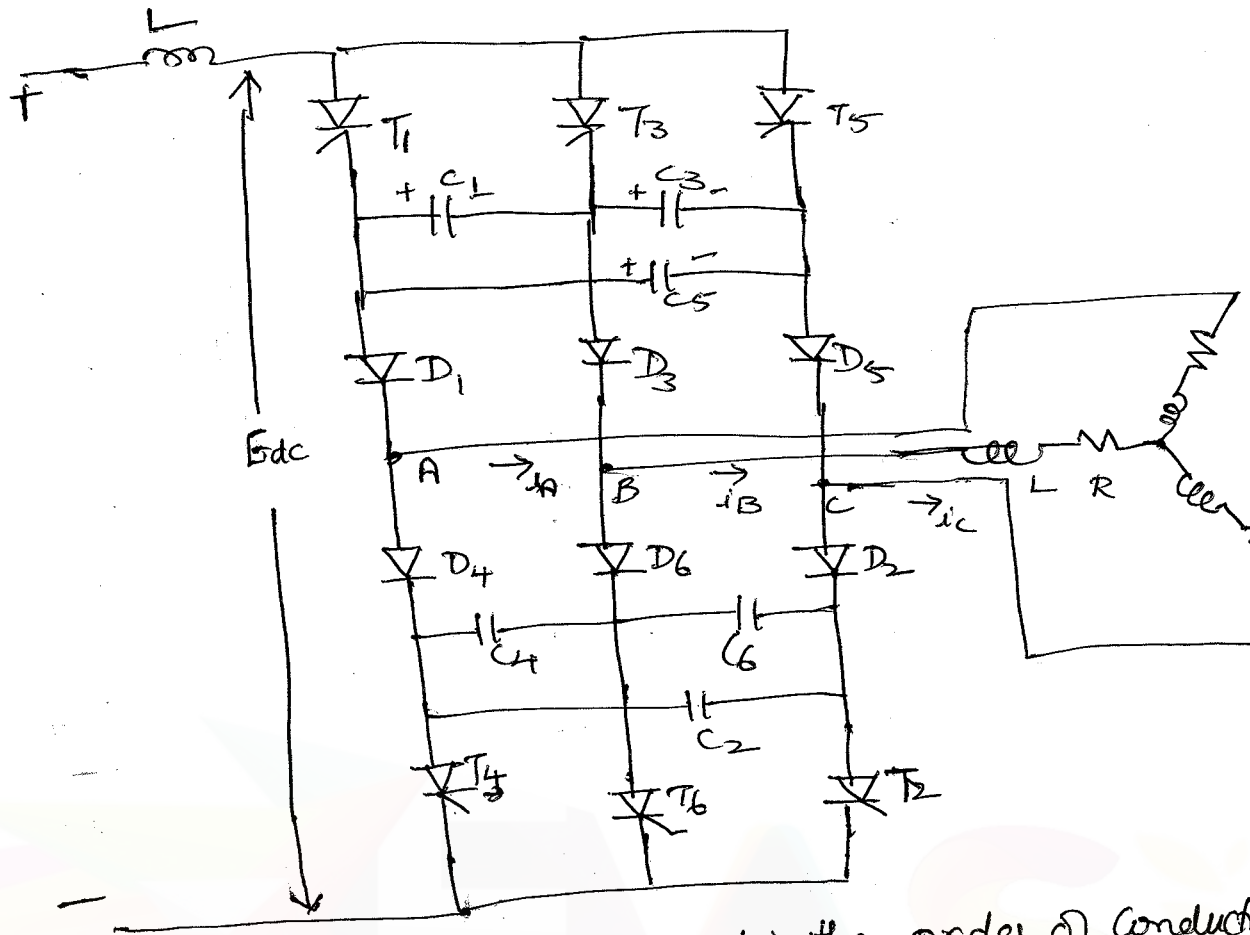 L
+
T1 T3 T5
+ C1 + C3 -
+ C5 -
D1 D3 D5
Edc
A iA B iB C iC L R
D4 D6 D2
C4 C6
C2
T4 T6 T2
-
the order of Conduct